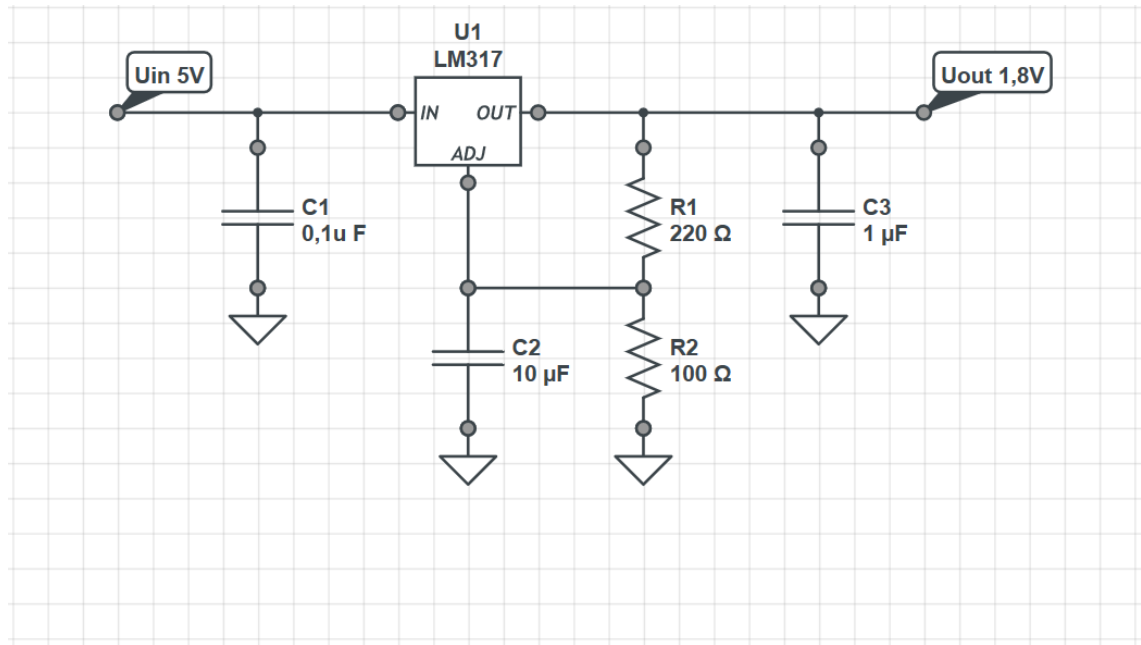 U1
LM317
Uin 5V
Uout 1,8V
IN
OUT
ADJ
C1
0,1u F
R1
220 Ω
C3
1 µF
C2
10 µF
R2
100 Ω